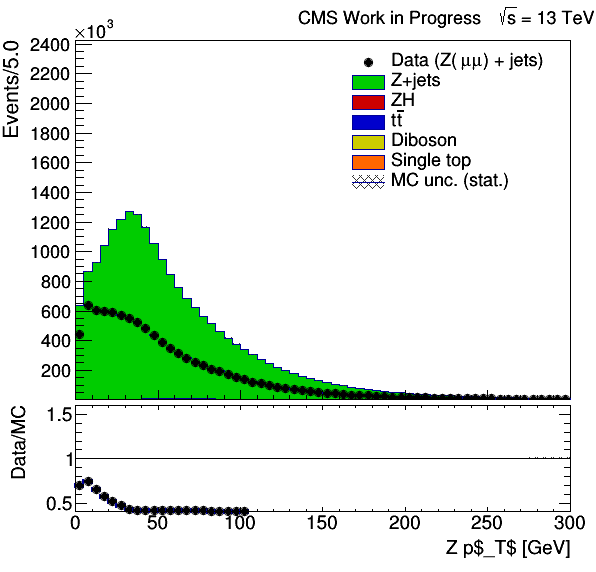 CMS Work in Progress √s = 13 TeV
×10³
Events/5.0
2400
2200
2000
1800
1600
1400
1200
1000
800
600
400
200
Data (Z( μμ) + jets)
Z+jets
ZH
tt̄
Diboson
Single top
MC unc. (stat.)
Data/MC
1.5
1
0.5
0 50 100 150 200 250 300
Z p$_T$ [GeV]